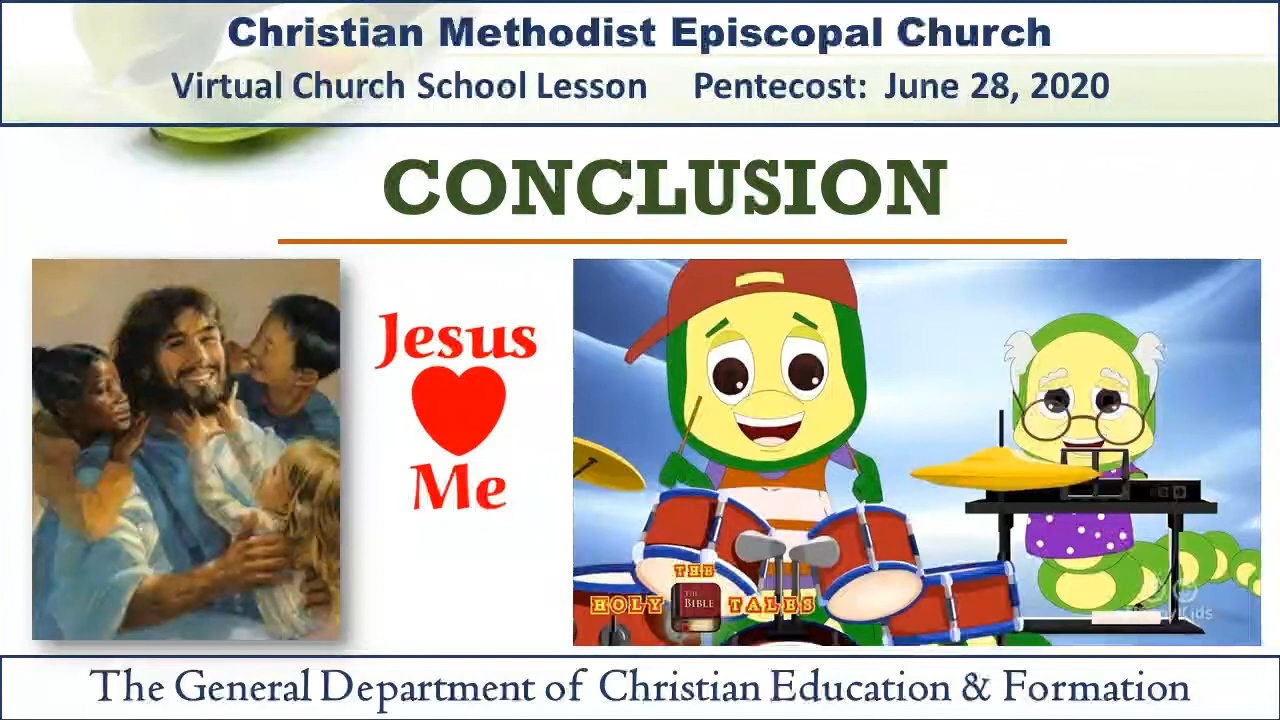 Christian Methodist Episcopal Church
Virtual Church School Lesson Pentecost: June 28, 2020
CONCLUSION
Jesus
Me
THE
HOLY THE BIBLE TALES
The General Department of Christian Education & Formation